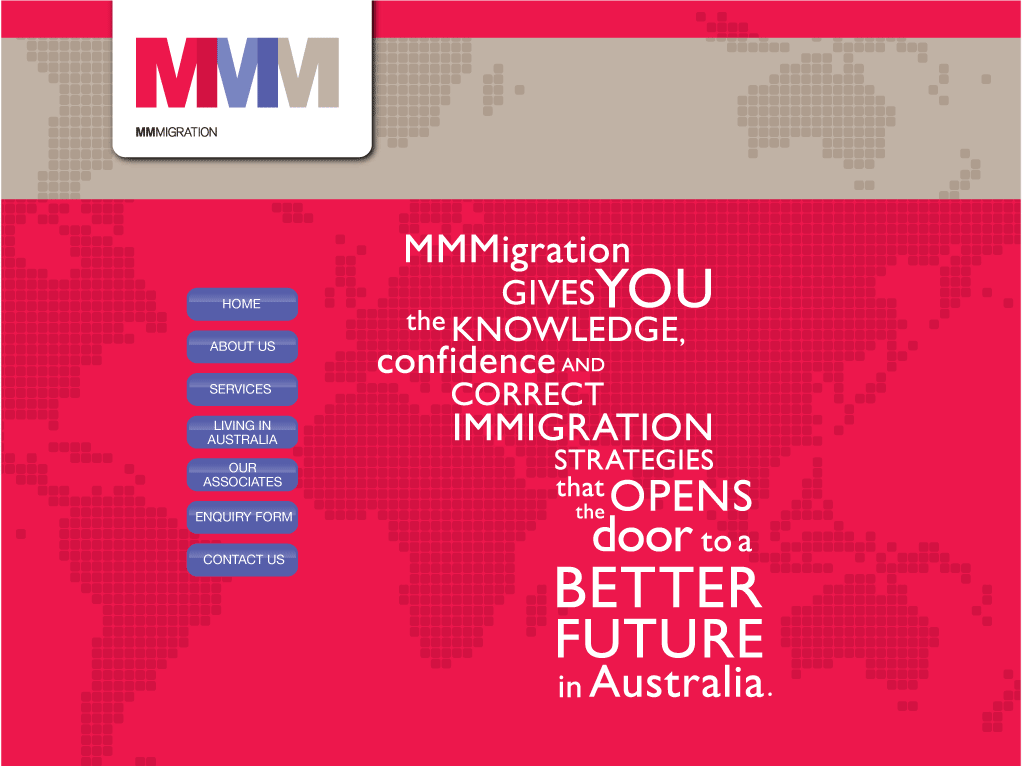 MMM
MMMIGRATION
MMMigration
GIVES YOU
the KNOWLEDGE,
confidence AND
CORRECT
IMMIGRATION
STRATEGIES
that OPENS
the
door to a
BETTER
FUTURE
in Australia.
HOME
ABOUT US
SERVICES
LIVING IN
AUSTRALIA
OUR
ASSOCIATES
ENQUIRY FORM
CONTACT US